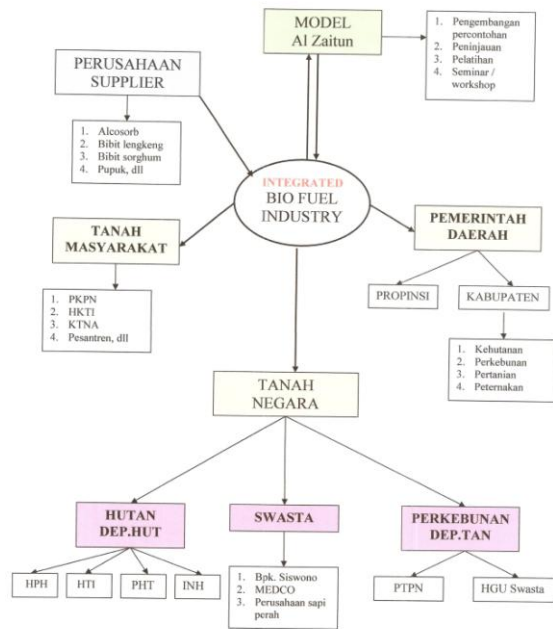 MODEL
Al Zaitun
1. Pengembangan
percontohan
2. Peninjauan
3. Pelatihan
4. Seminar /
workshop
PERUSAHAAN
SUPPLIER
1. Alcosorb
2. Bibit lengkeng
3. Bibit sorghum
4. Pupuk, dll
INTEGRATED
BIO FUEL
INDUSTRY
TANAH
MASYARAKAT
1. PKPN
2. HKTI
3. KTNA
4. Pesantren, dll
PEMERINTAH
DAERAH
PROPINSI
KABUPATEN
1. Kehutanan
2. Perkebunan
3. Pertanian
4. Peternakan
TANAH
NEGARA
HUTAN
DEP.HUT
HPH
HTI
PHT
INH
SWASTA
1. Bpk. Siswono
2. MEDCO
3. Perusahaan sapi
perah
PERKEBUNAN
DEP.TAN
PTPN
HGU Swasta